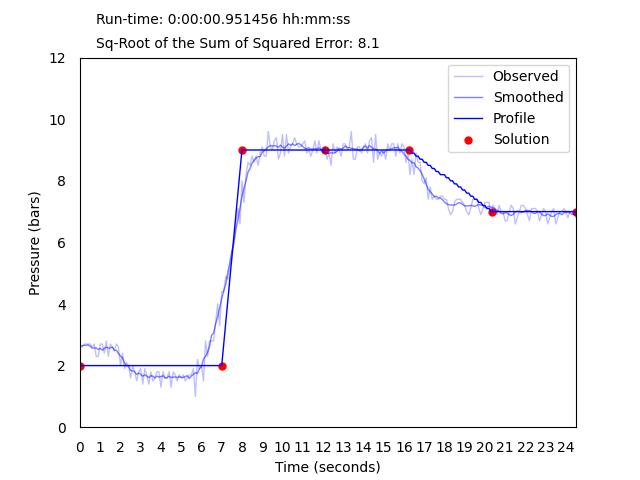 Run-time: 0:00:00.951456 hh:mm:ss
Sq-Root of the Sum of Squared Error: 8.1
Observed
Smoothed
Profile
Solution
Pressure (bars)
12
10
8
6
4
2
0
0 1 2 3 4 5 6 7 8 9 10 11 12 13 14 15 16 17 18 19 20 21 22 23 24
Time (seconds)